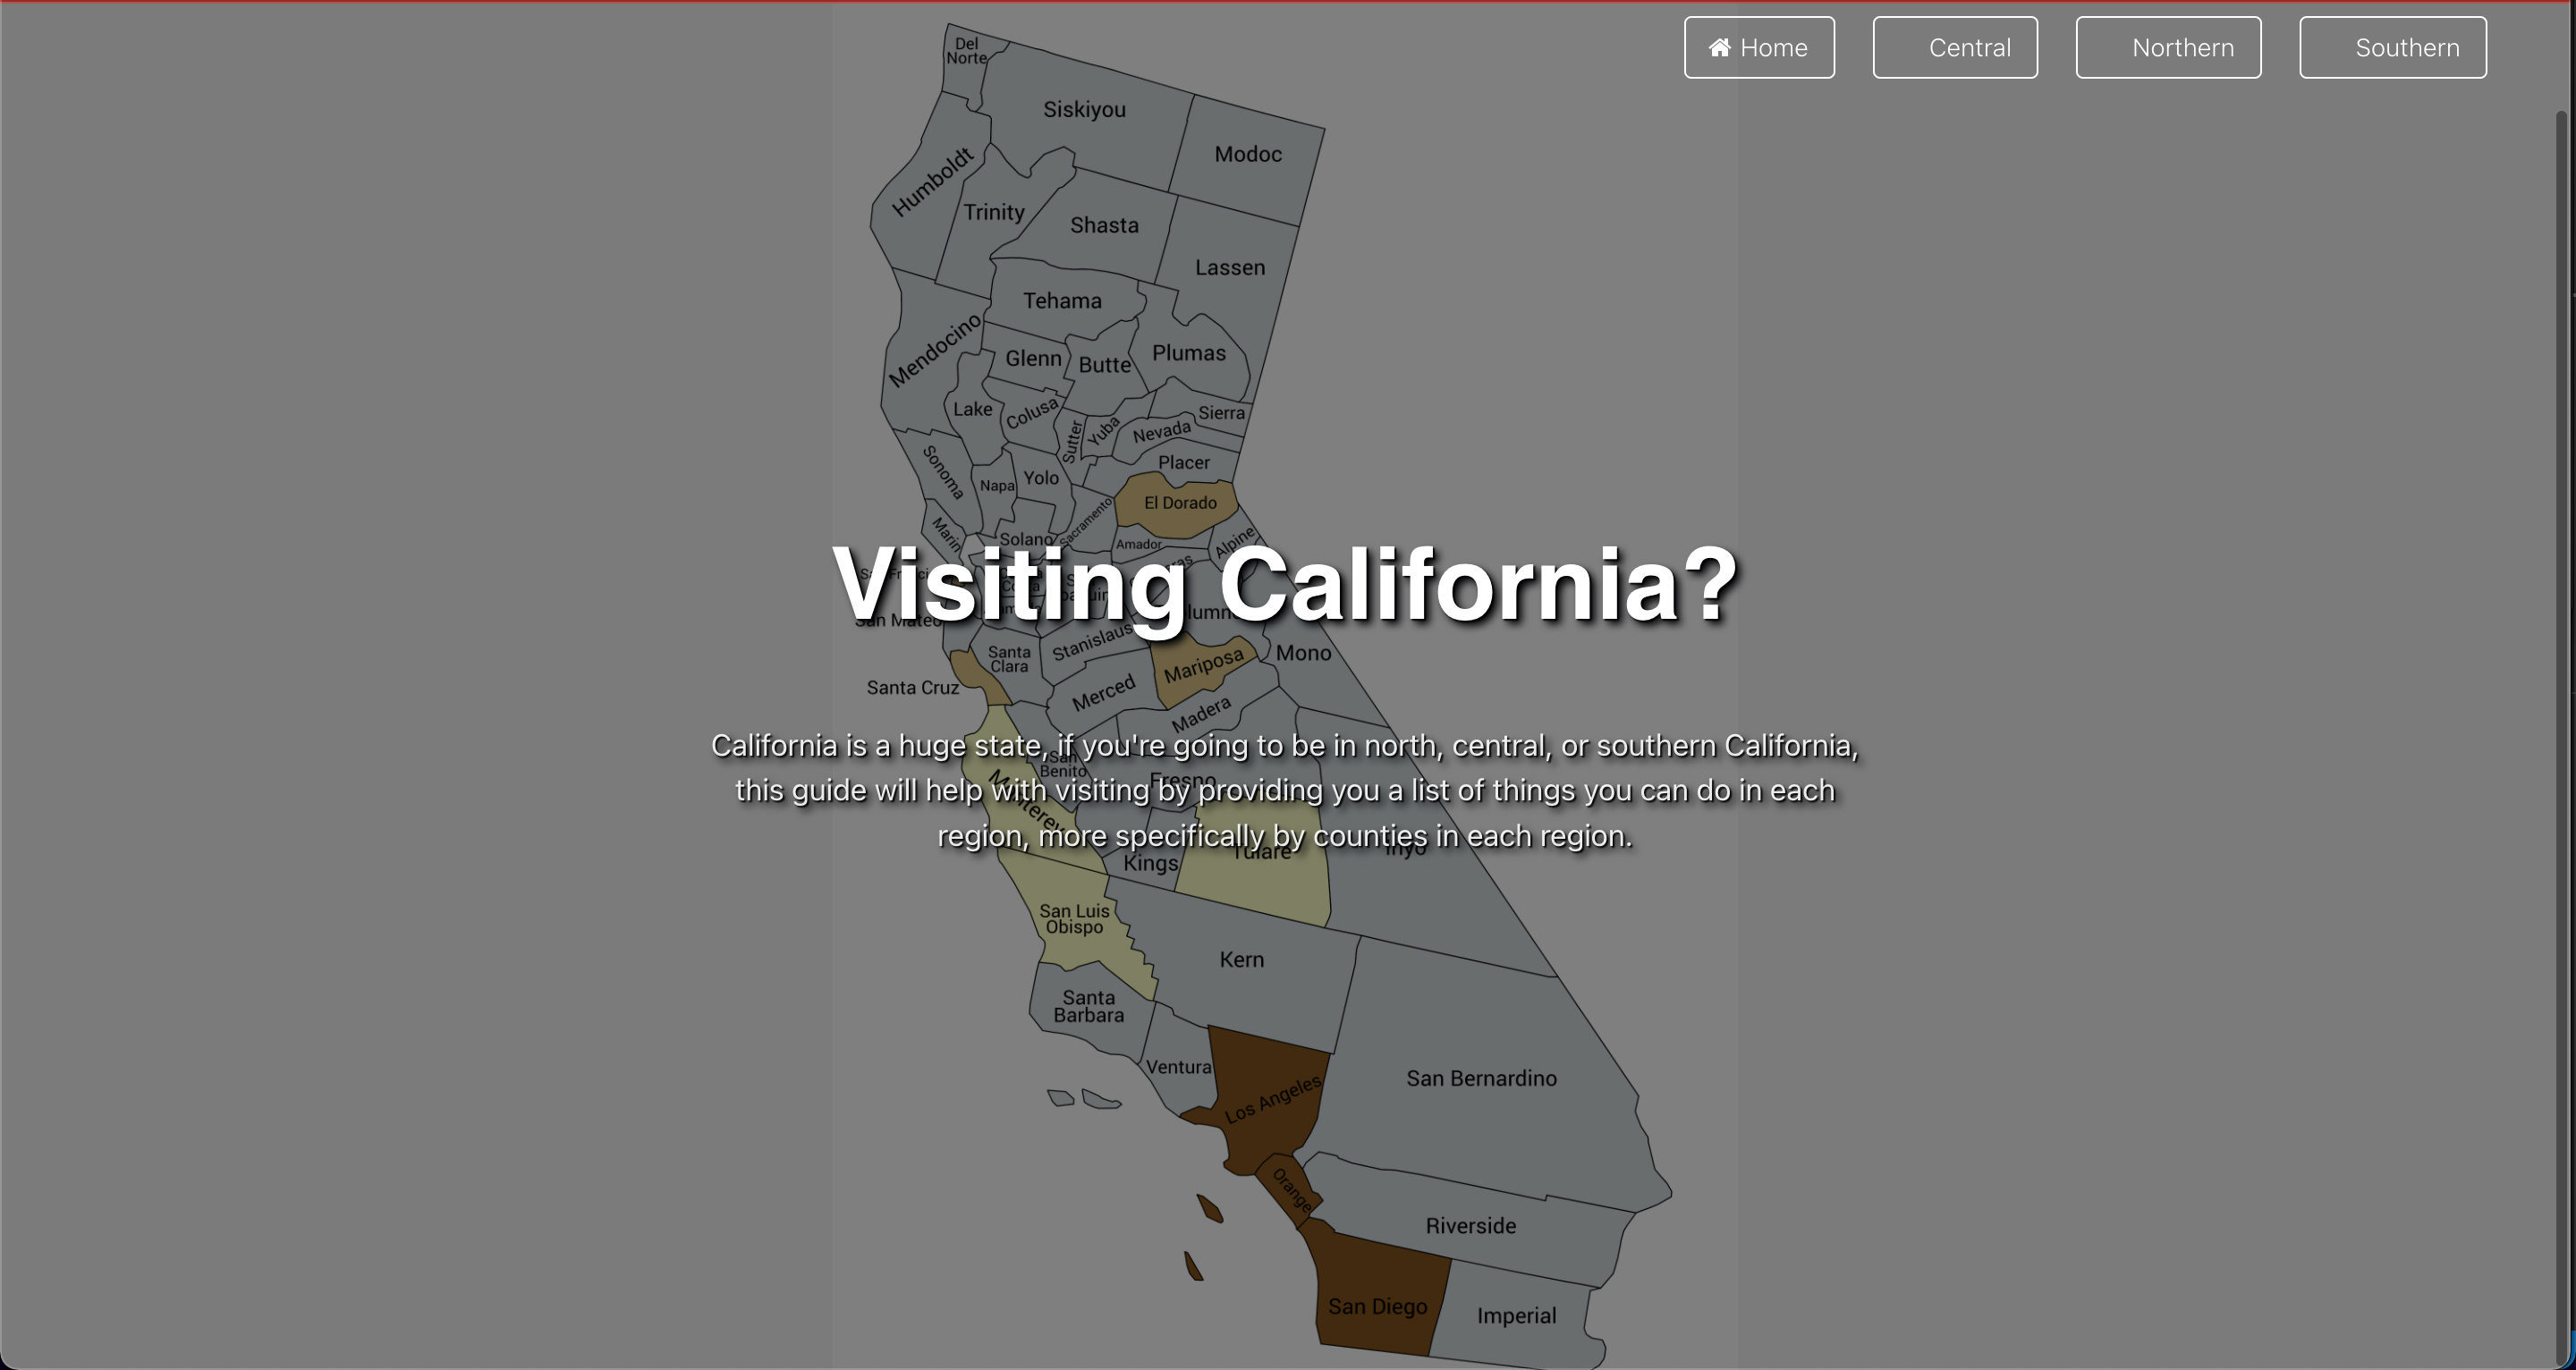 Home
Central
Northern
Southern
Del
Norte
Siskiyou
Modoc
Humboldt
Trinity
Shasta
Lassen
Tehama
Mendocino
Glenn
Butte
Plumas
Lake
Colusa
Sutter
Yuba
Sierra
Nevada
Placer
Sonoma
Napa
Yolo
Sacramento
El Dorado
Marin
Solano
Amador
Alpine
Visiting California?
San Mateo
Stanislaus
Santa
Clara
Mariposa
Mono
Santa Cruz
Merced
Madera
California is a huge state, if you're going to be in north, central, or southern California,
this guide will help with visiting by providing you a list of things you can do in each
region, more specifically by counties in each region.
San
Benito
Fresno
Monterey
Kings
Tulare
Inyo
San Luis
Obispo
Kern
Santa
Barbara
Ventura
Los Angeles
San Bernardino
Orange
Riverside
San Diego
Imperial